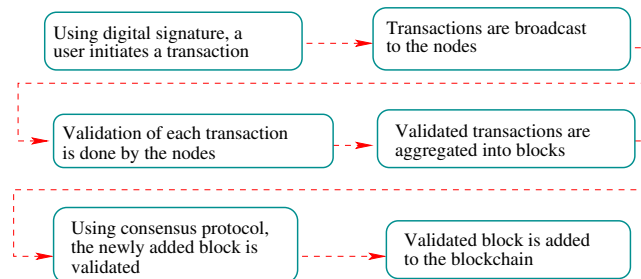 Using digital signature, a
user initiates a transaction
Transactions are broadcast
to the nodes
Validation of each transaction
is done by the nodes
Validated transactions are
aggregated into blocks
Using consensus protocol,
the newly added block is
validated
Validated block is added
to the blockchain